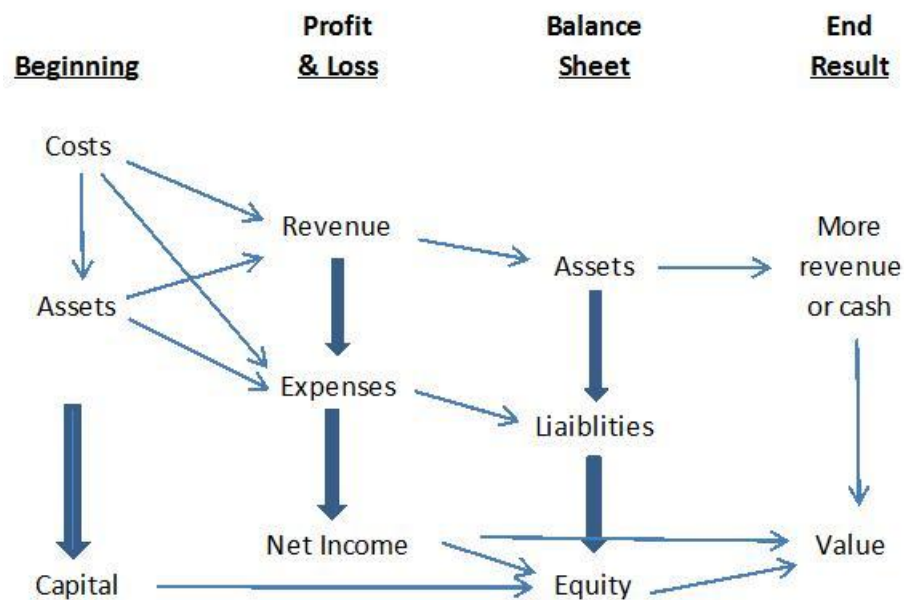 Beginning
Profit
& Loss
Balance
Sheet
End
Result
Costs
Assets
Capital
Revenue
Expenses
Net Income
Assets
Liaiblities
Equity
More
revenue
or cash
Value